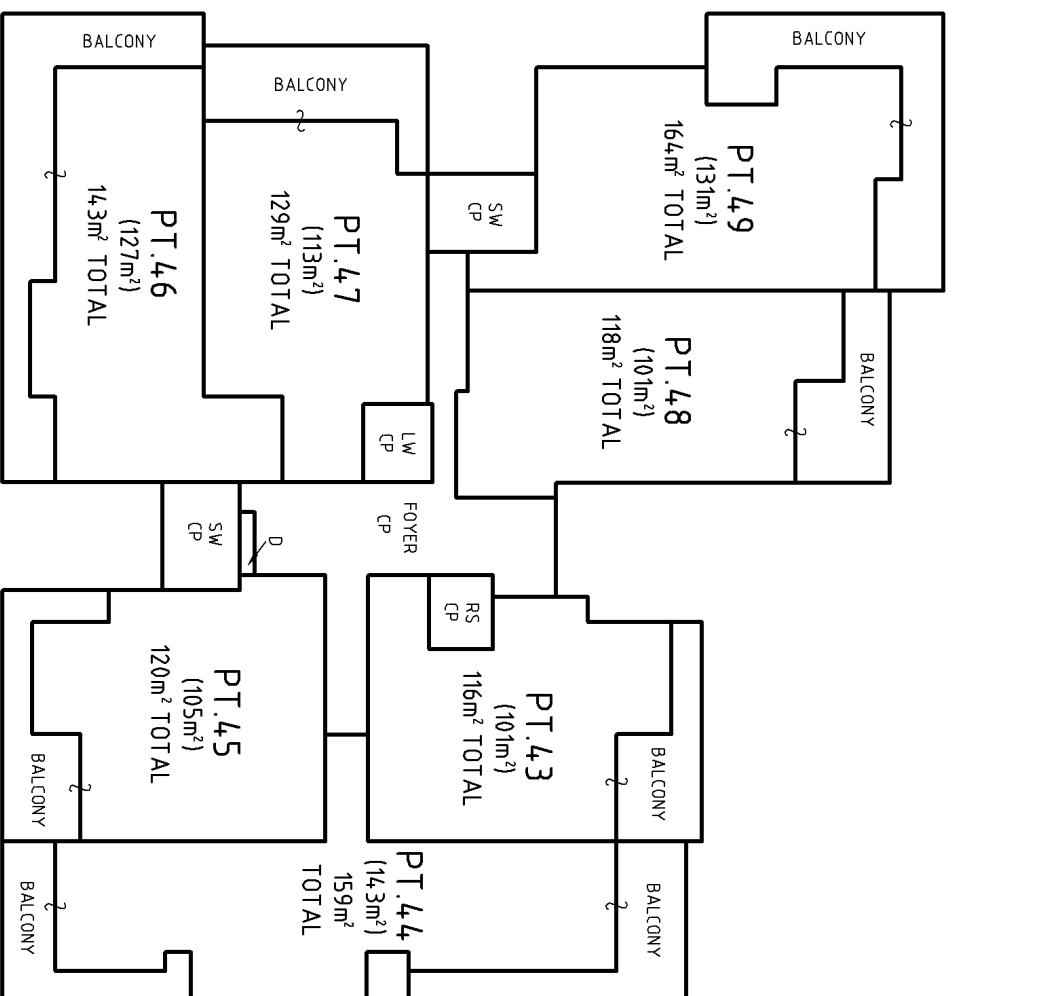 BALCONY
BALCONY
BALCONY
PT.46
(127m²)
143m² TOTAL
PT.47
(113m²)
129m² TOTAL
SW
CP
PT.49
(131m²)
164m² TOTAL
PT.48
(101m²)
118m² TOTAL
BALCONY
LW
CP
FOYER
CP
SW
CP
D
RS
CP
PT.45
(105m²)
120m² TOTAL
BALCONY
PT.43
(101m²)
116m² TOTAL
BALCONY
PT.44
(143m²)
159m²
TOTAL
BALCONY
BALCONY